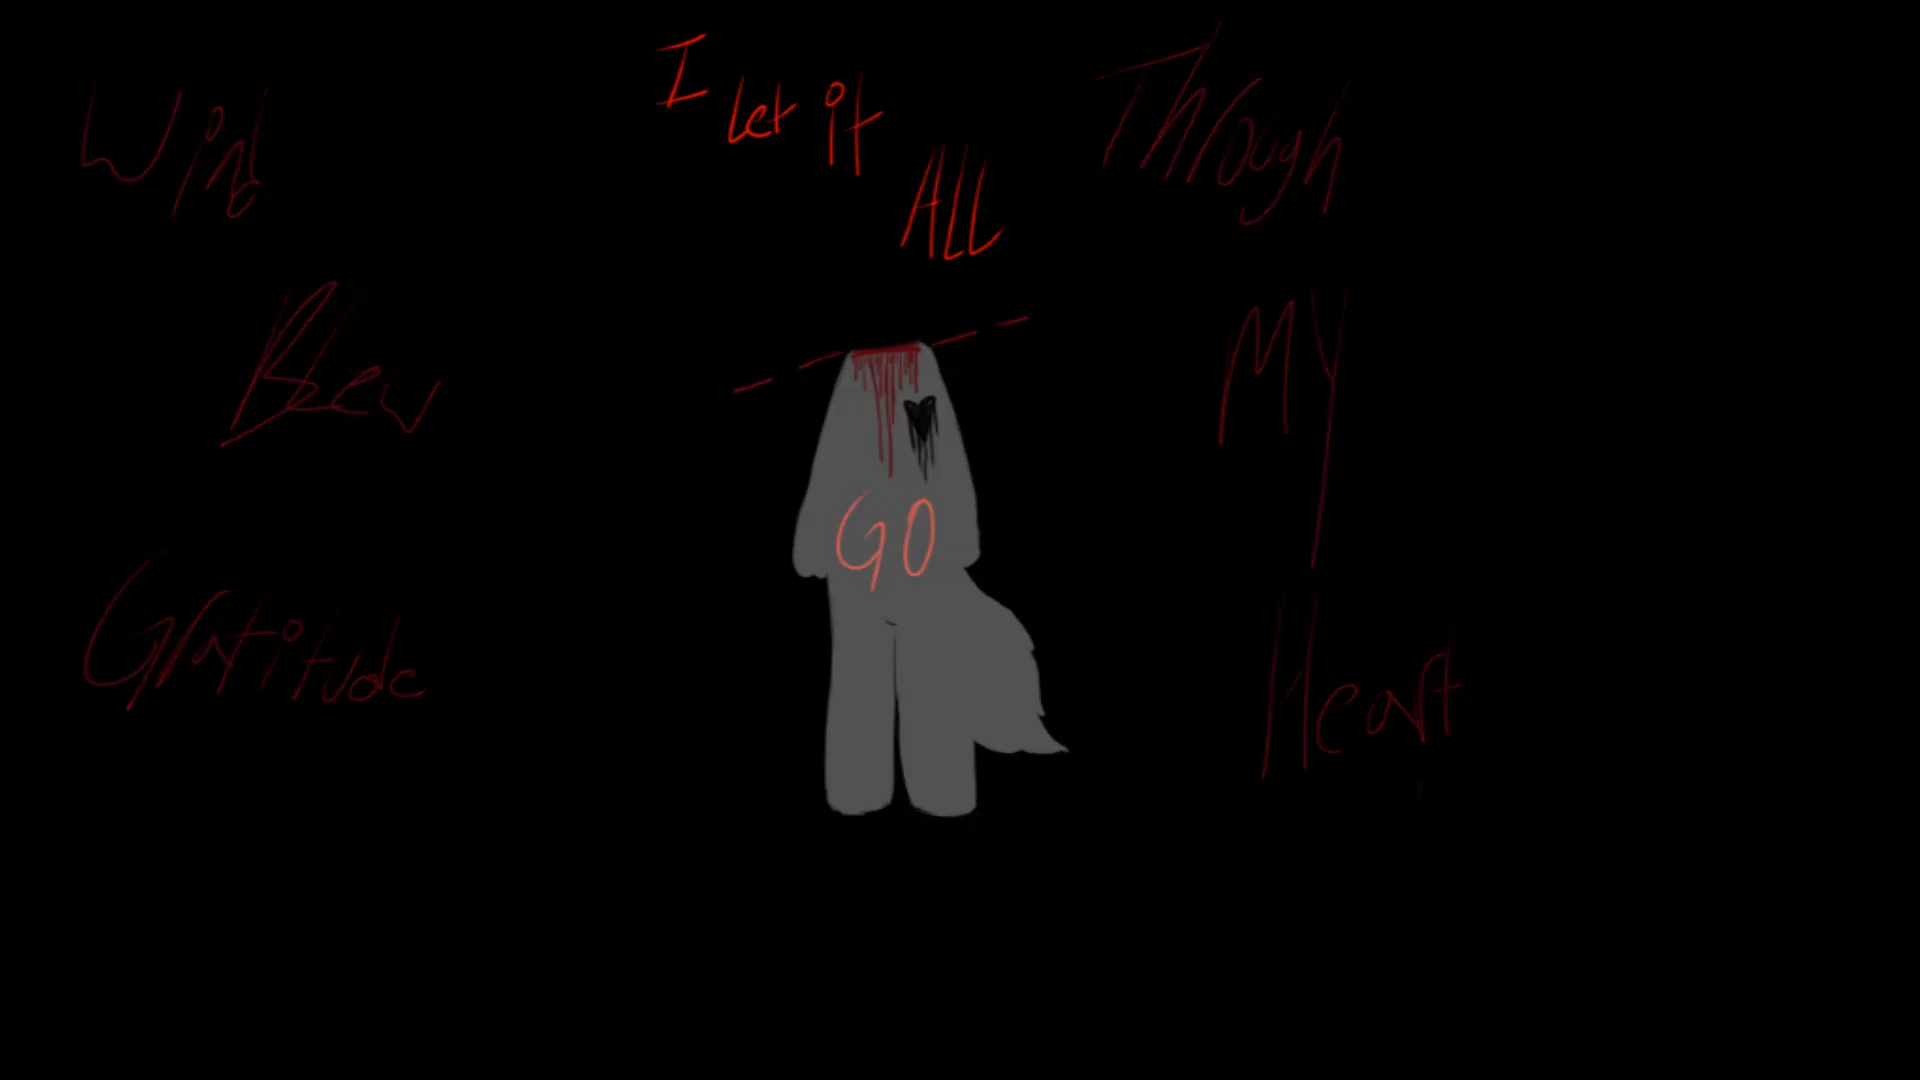 Wind
Blew
Gratitude
Through
MY
Heart
I Let it ALL
GO